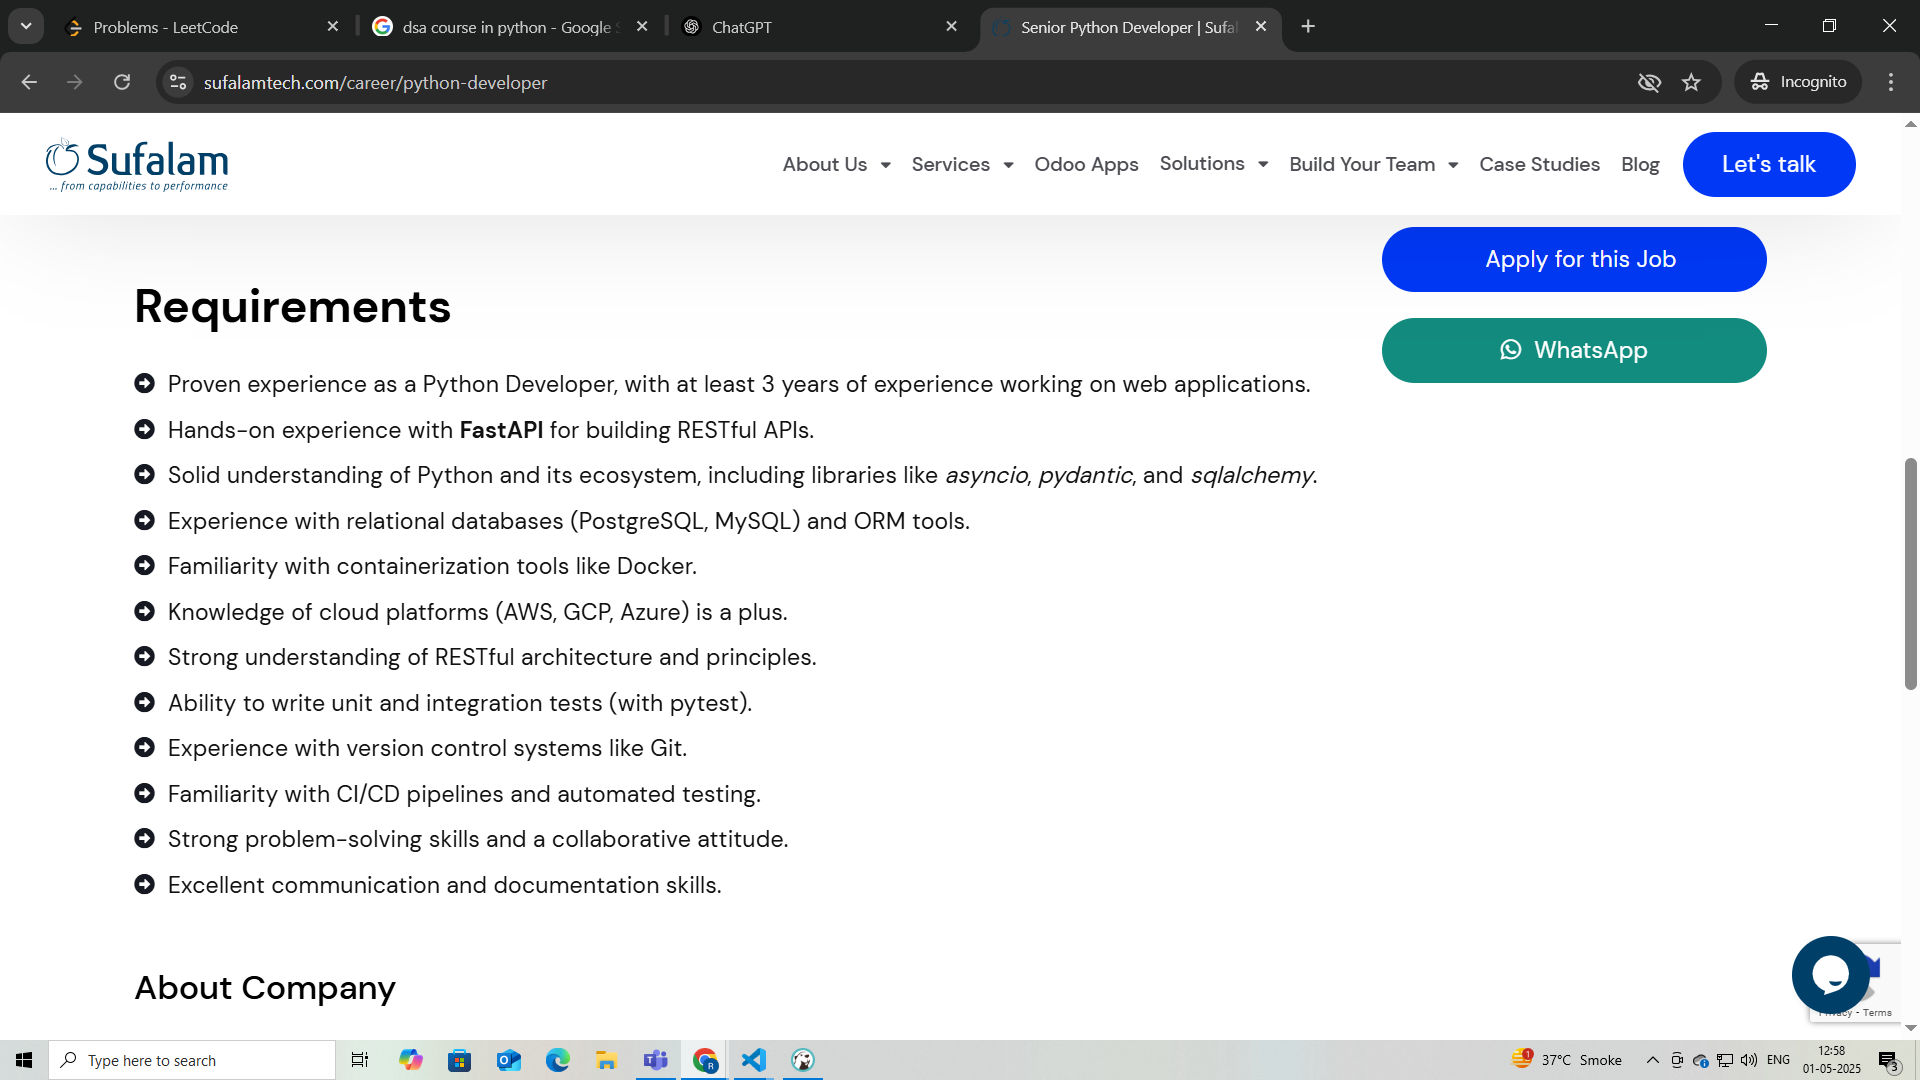 Problems - LeetCode
dsa course in python - Google S
ChatGPT
Senior Python Developer | Sufal
sufalamtech.com/career/python-developer
Incognito
Sufalam
... from capabilities to performance
About Us
Services
Odoo Apps
Solutions
Build Your Team
Case Studies
Blog
Let's talk
Apply for this Job
WhatsApp
Requirements
Proven experience as a Python Developer, with at least 3 years of experience working on web applications.
Hands-on experience with FastAPI for building RESTful APIs.
Solid understanding of Python and its ecosystem, including libraries like asyncio, pydantic, and sqlalchemy.
Experience with relational databases (PostgreSQL, MySQL) and ORM tools.
Familiarity with containerization tools like Docker.
Knowledge of cloud platforms (AWS, GCP, Azure) is a plus.
Strong understanding of RESTful architecture and principles.
Ability to write unit and integration tests (with pytest).
Experience with version control systems like Git.
Familiarity with CI/CD pipelines and automated testing.
Strong problem-solving skills and a collaborative attitude.
Excellent communication and documentation skills.
About Company
Privacy - Terms
Type here to search
37°C Smoke
ENG
12:58
01-05-2025
3